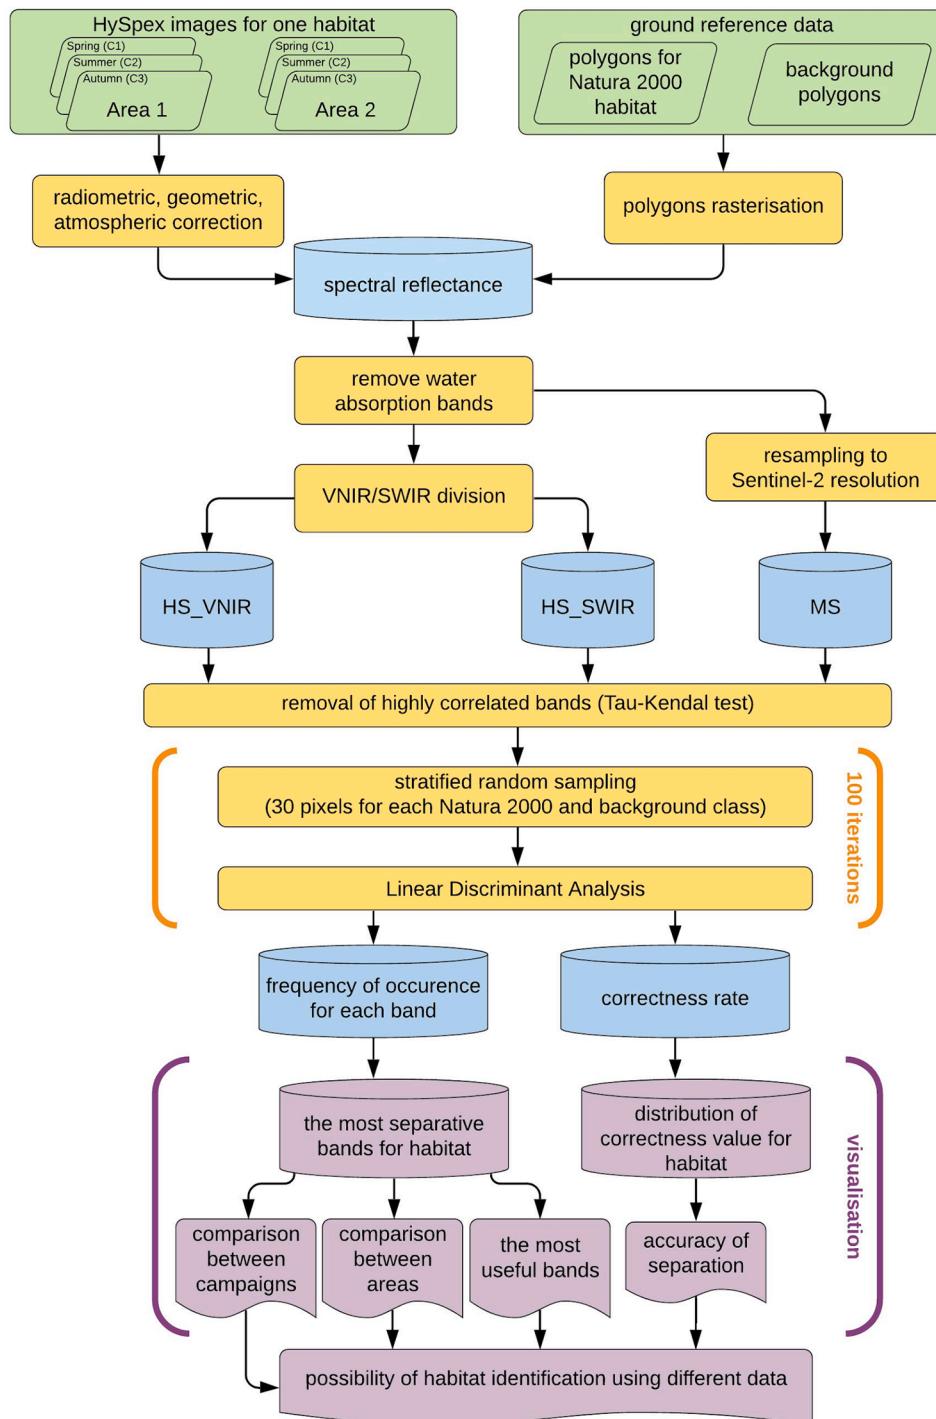 HySpex images for one habitat
Spring (C1)
Summer (C2)
Autumn (C3)
Area 1
Spring (C1)
Summer (C2)
Autumn (C3)
Area 2
ground reference data
polygons for
Natura 2000
habitat
background
polygons
radiometric, geometric,
atmospheric correction
polygons rasterisation
spectral reflectance
remove water
absorption bands
resampling to
Sentinel-2 resolution
VNIR/SWIR division
HS_VNIR
HS_SWIR
MS
removal of highly correlated bands (Tau-Kendal test)
stratified random sampling
(30 pixels for each Natura 2000 and background class)
Linear Discriminant Analysis
100 iterations
frequency of occurence
for each band
correctness rate
the most separative
bands for habitat
distribution of
correctness value for
habitat
visualisation
comparison
between
campaigns
comparison
between
areas
the most
useful bands
accuracy of
separation
possibility of habitat identification using different data